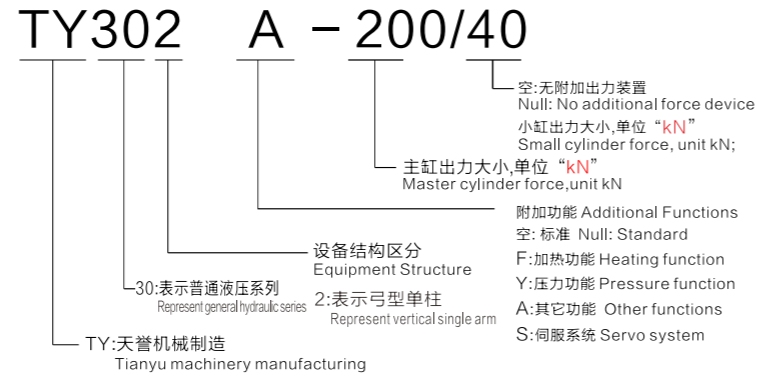 TY302 A - 200/40
空:无附加出力装置
Null: No additional force device
小缸出力大小,单位“kN”
Small cylinder force, unit kN;
主缸出力大小,单位“kN”
Master cylinder force,unit kN
附加功能 Additional Functions
空: 标准 Null: Standard
F:加热功能 Heating function
Y:压力功能 Pressure function
A:其它功能 Other functions
S:伺服系统 Servo system
设备结构区分
Equipment Structure
2:表示弓型单柱
Represent vertical single arm
30:表示普通液压系列
Represent general hydraulic series
TY:天誉机械制造
Tianyu machinery manufacturing